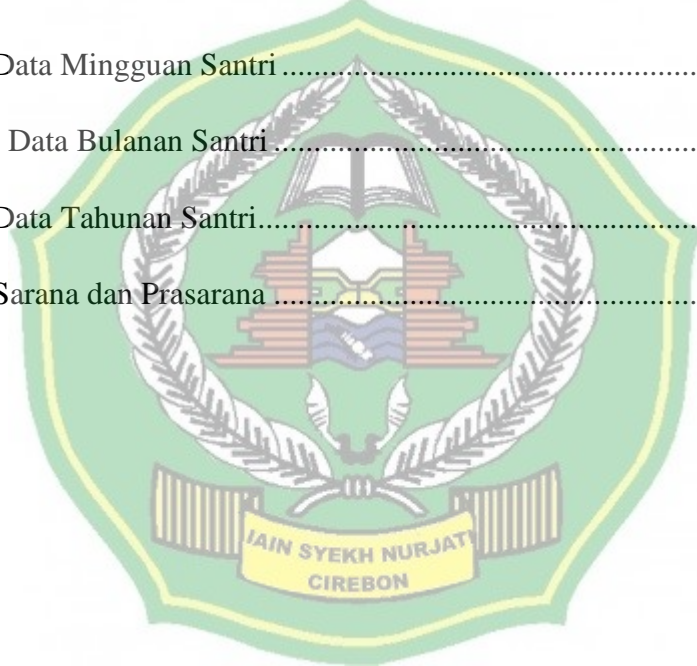 Data Mingguan Santri ......................................................
Data Bulanan Santri .......................................................
Data Tahunan Santri........................................................
Sarana dan Prasarana ......................................................
IAIN SYEKH NURJATI
CIREBON